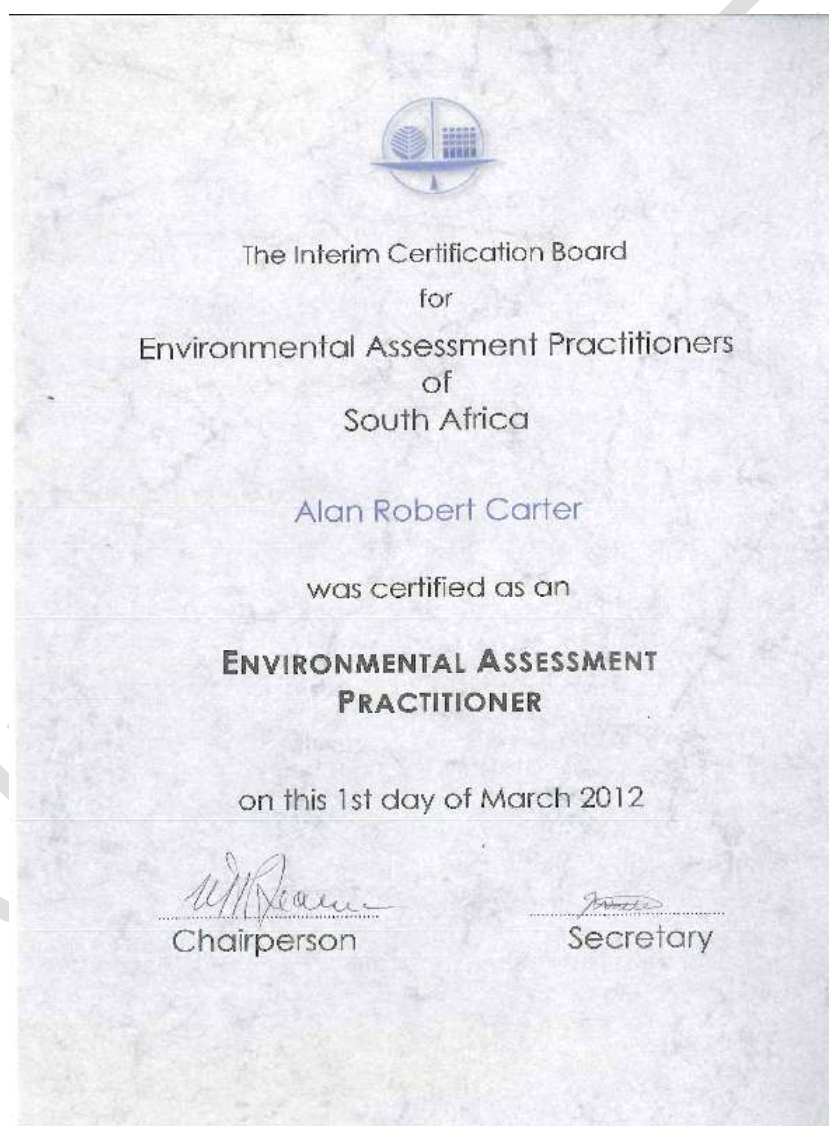 The Interim Certification Board
for
Environmental Assessment Practitioners
of
South Africa
Alan Robert Carter
was certified as an
ENVIRONMENTAL ASSESSMENT
PRACTITIONER
on this 1st day of March 2012
Chairperson
Secretary